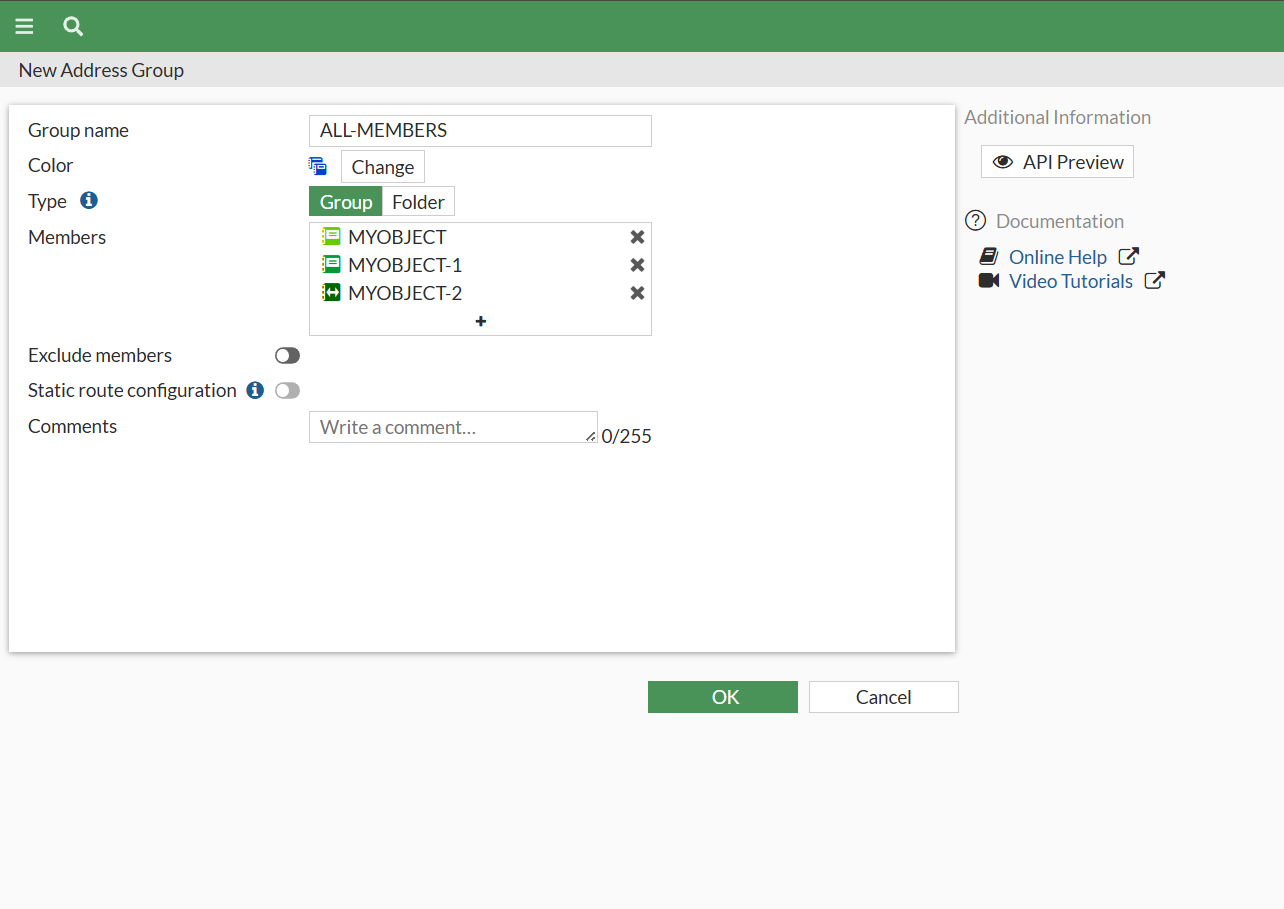 New Address Group
Group name ALL-MEMBERS
Color Change
Type Group Folder
Members MYOBJECT
MYOBJECT-1
MYOBJECT-2
Exclude members
Static route configuration
Comments Write a comment... 0/255
OK Cancel
Additional Information
API Preview
Documentation
Online Help
Video Tutorials